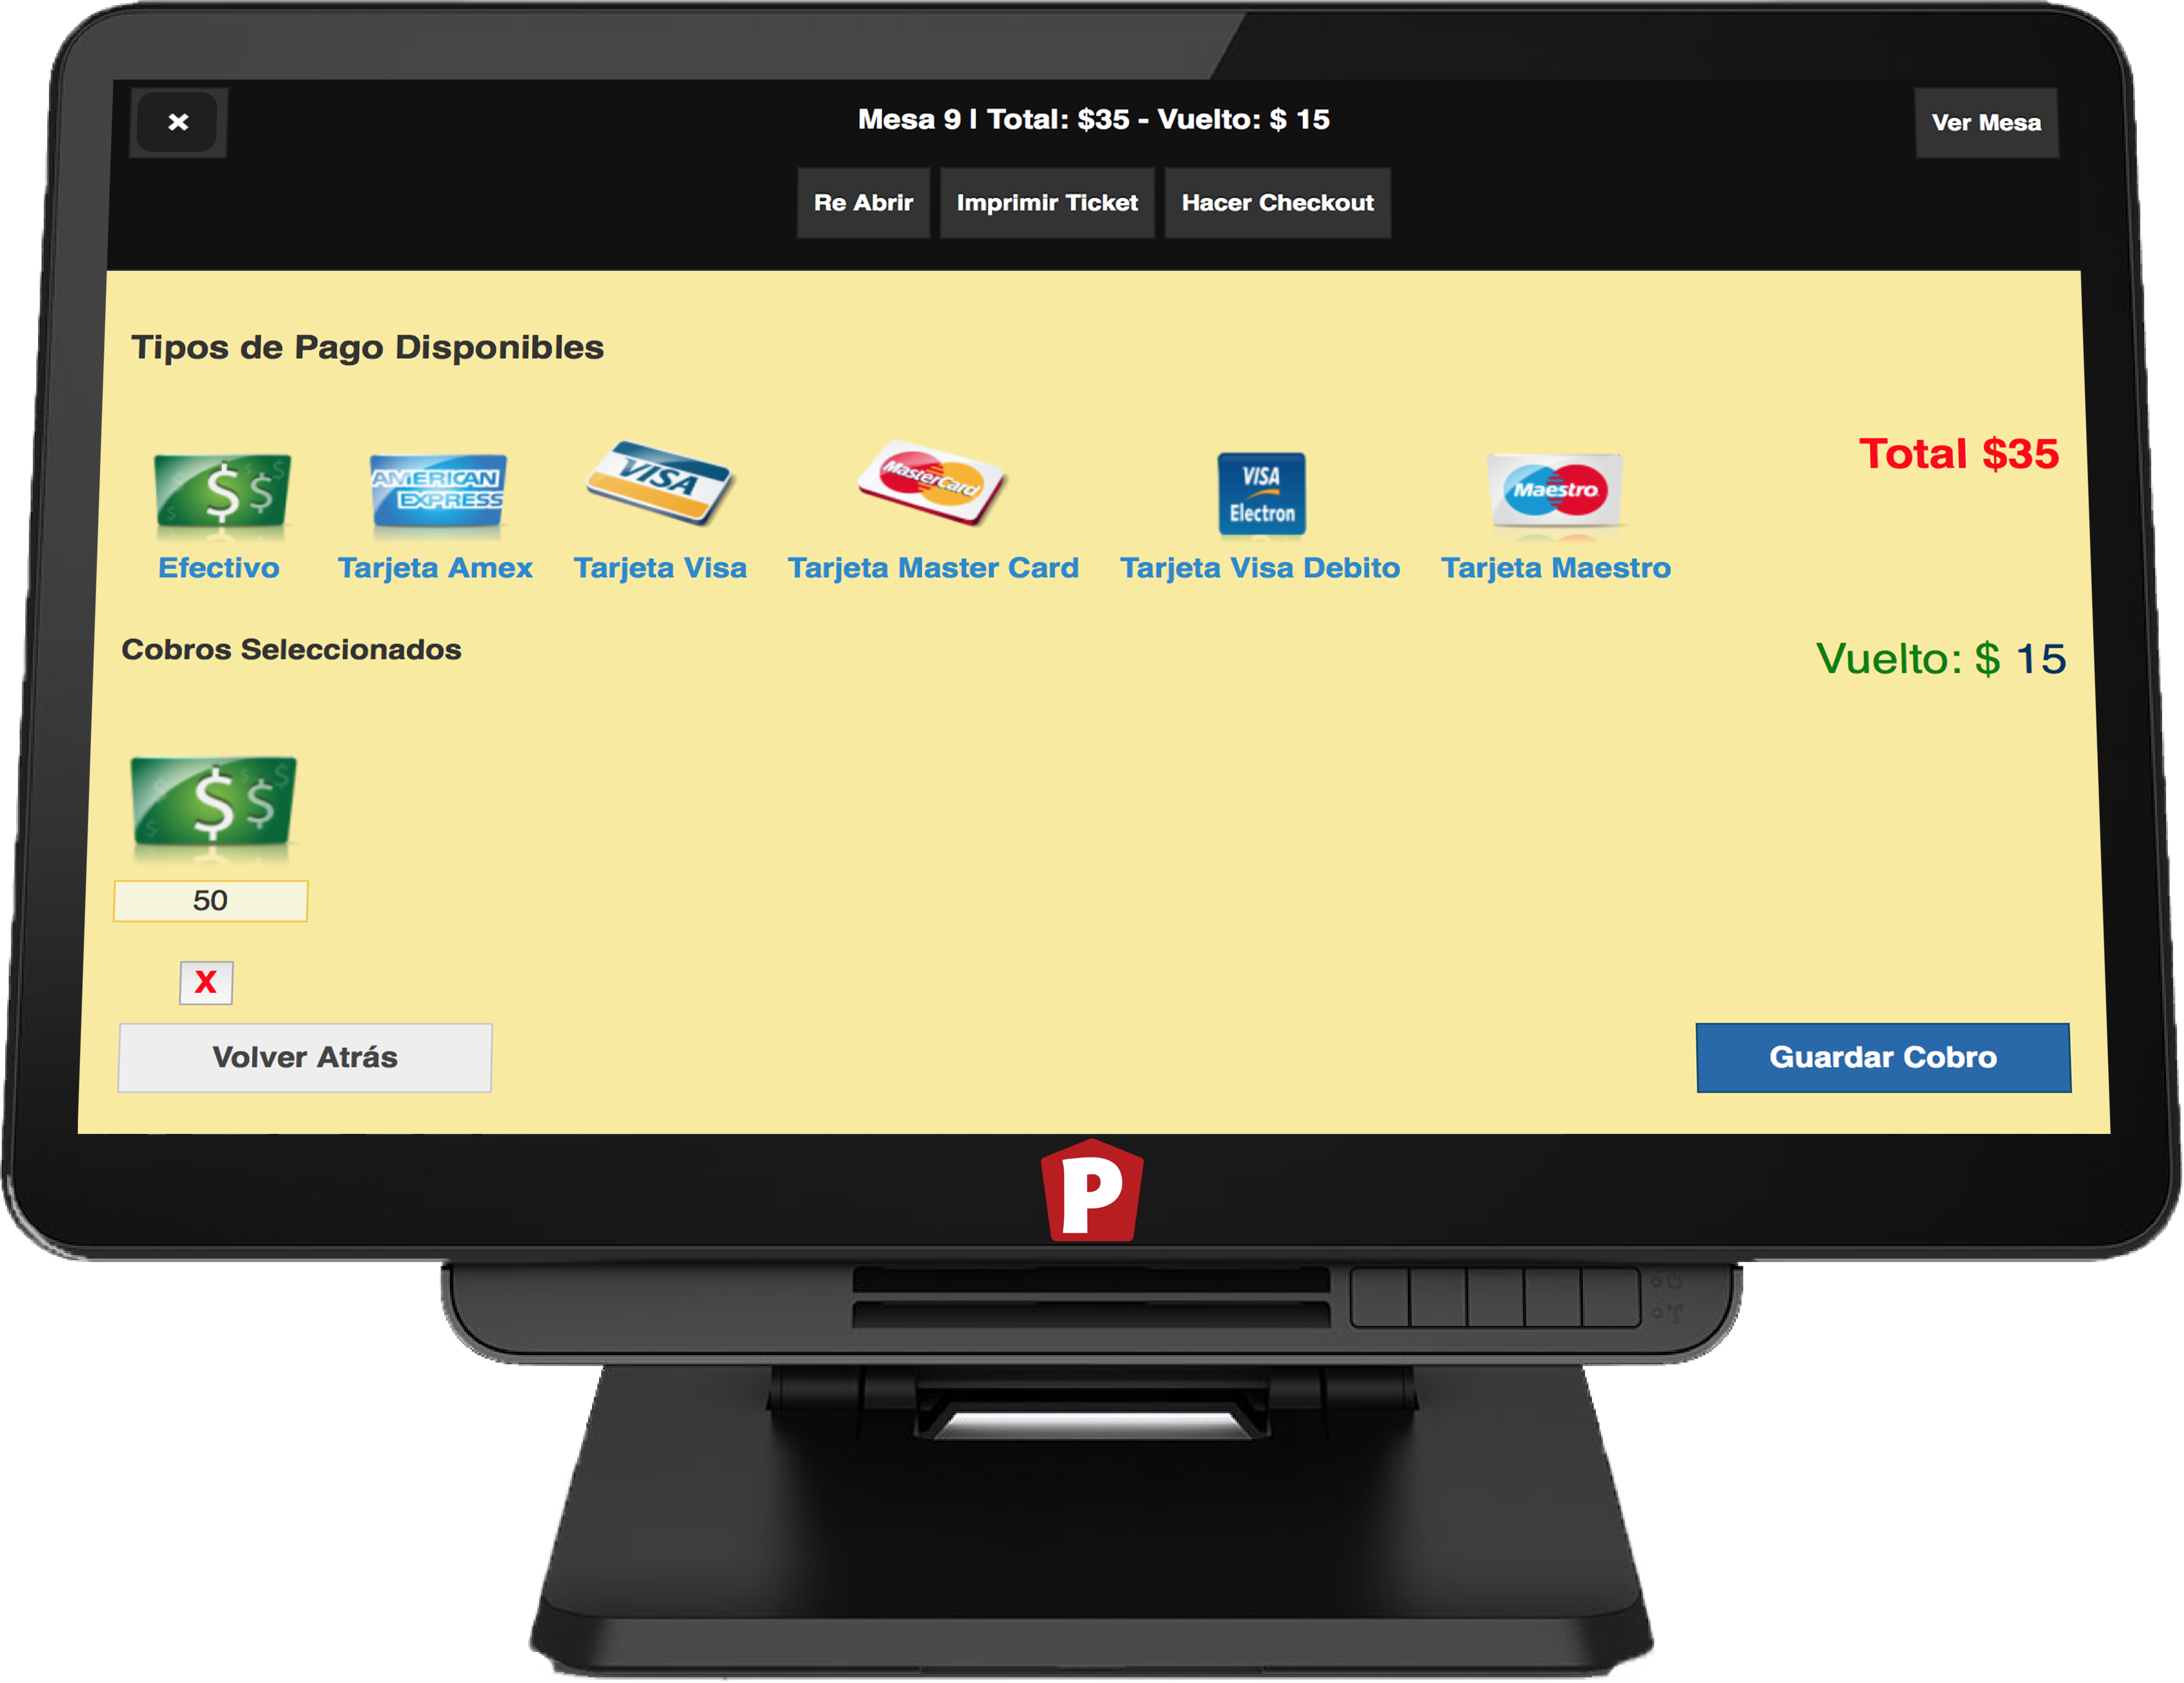 ×
Mesa 9 | Total: $35 - Vuelto: $ 15
Ver Mesa
Re Abrir
Imprimir Ticket
Hacer Checkout
Tipos de Pago Disponibles
Total $35
$ $
AMERICAN
EXPRESS
VISA
MasterCard
VISA
Electron
Maestro
Efectivo
Tarjeta Amex
Tarjeta Visa
Tarjeta Master Card
Tarjeta Visa Debito
Tarjeta Maestro
Cobros Seleccionados
Vuelto: $ 15
$ $
50
X
Volver Atrás
Guardar Cobro
P